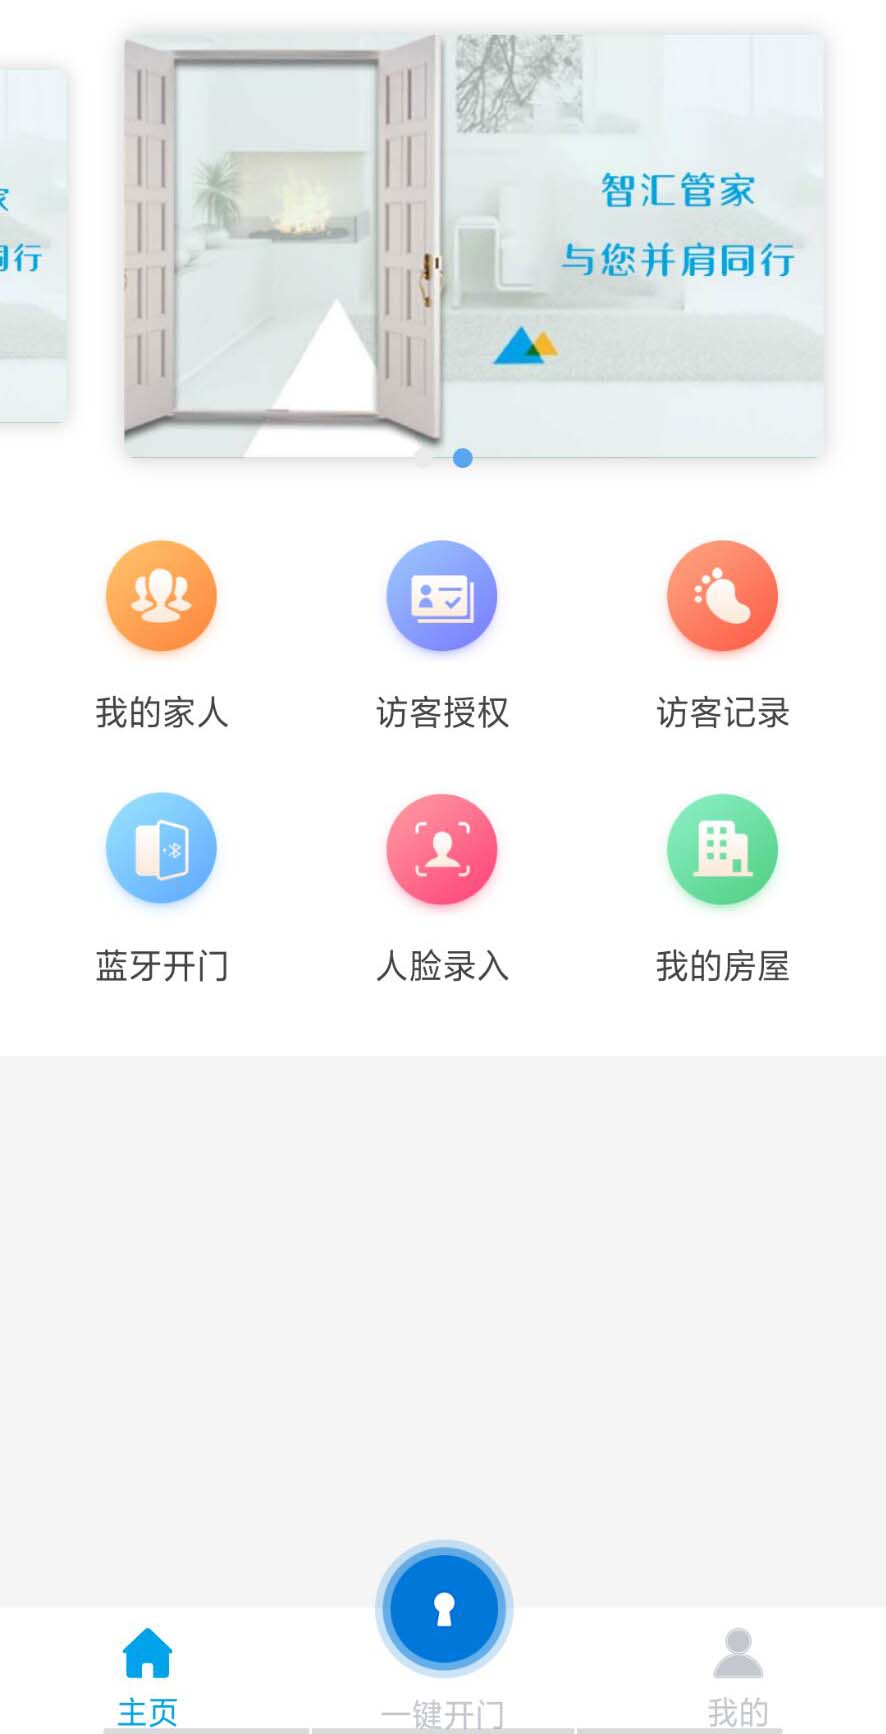 智汇管家
与您并肩同行
家
同行
我的家人
访客授权
访客记录
蓝牙开门
人脸录入
我的房屋
主页
一键开门
我的